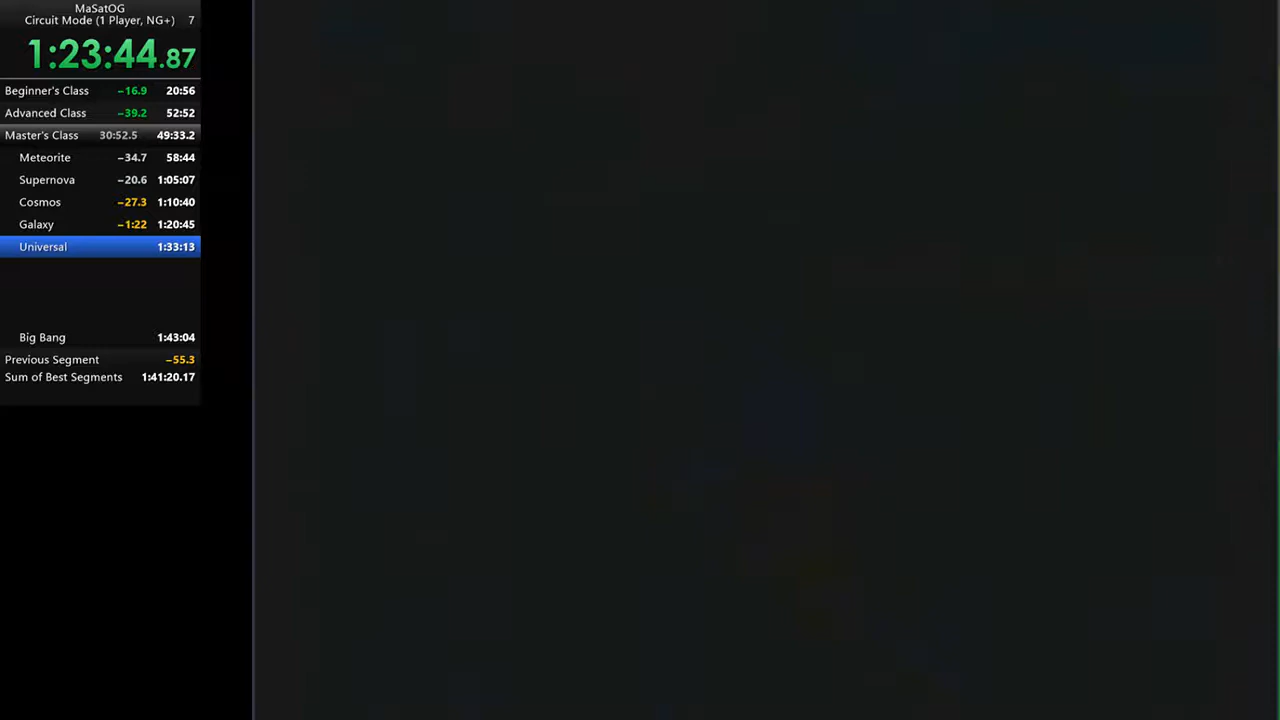 MaSatOG
Circuit Mode (1 Player, NG+) 7
1:23:44.87
Beginner's Class −16.9 20:56
Advanced Class −39.2 52:52
Master's Class 30:52.5 49:33.2
Meteorite −34.7 58:44
Supernova −20.6 1:05:07
Cosmos −27.3 1:10:40
Galaxy −1:22 1:20:45
Universal 1:33:13
Big Bang 1:43:04
Previous Segment −55.3
Sum of Best Segments 1:41:20.17